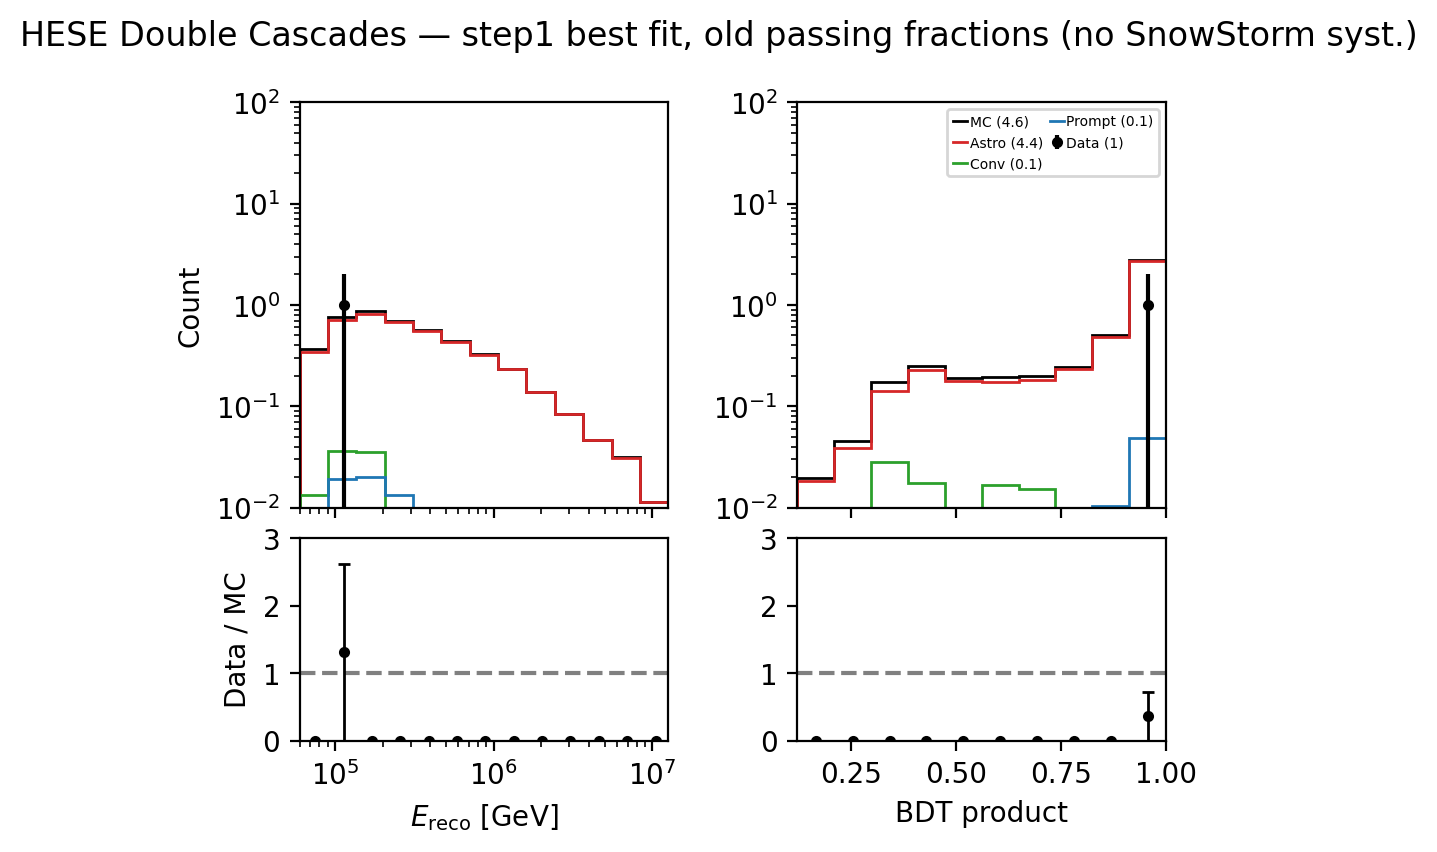 HESE Double Cascades — step1 best fit, old passing fractions (no SnowStorm syst.)
10²
10¹
10⁰
10⁻¹
10⁻²
Count
10²
10¹
10⁰
10⁻¹
10⁻²
MC (4.6)
Astro (4.4)
Conv (0.1)
Prompt (0.1)
Data (1)
3
2
1
0
Data / MC
10⁵
10⁶
10⁷
E_reco [GeV]
3
2
1
0
0.25
0.50
0.75
1.00
BDT product